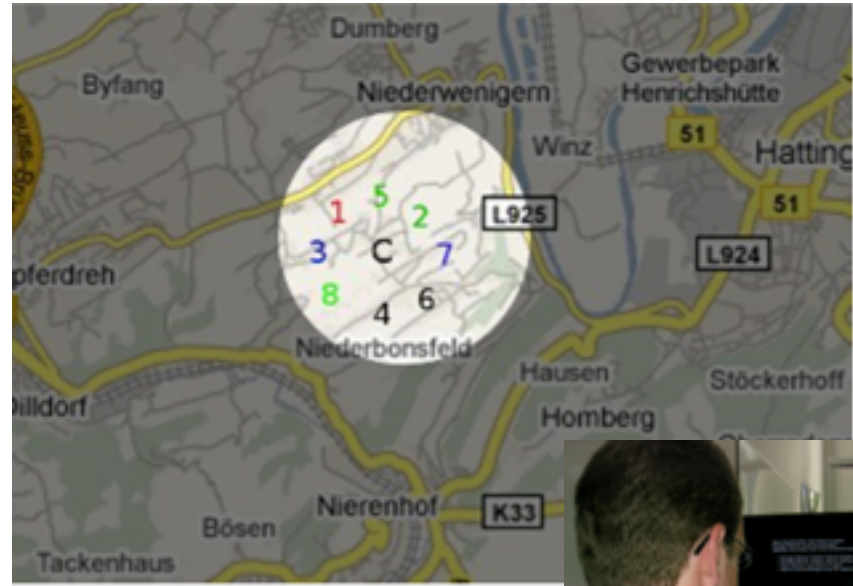 Dumberg
Byfang
Gewerbepark
Henrichshütte
Niederwenigern
51
Winz
Hatting
51
5
1
2
L925
3
C
7
L924
pferdreh
8
6
4
Niederbonsfeld
Hausen
Stöckerhoff
Dilldorf
Homberg
Nierenhof
K33
Bösen
Tackenhaus